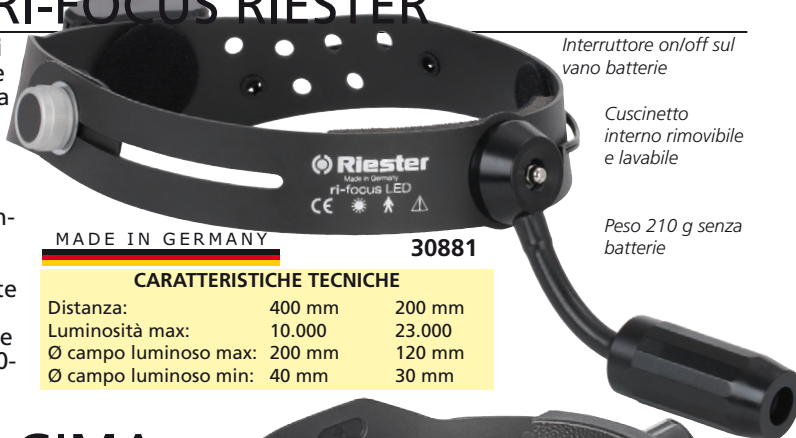 RI-FOCUS RIESTER
i
e
a
n-
te
e
0-
Interruttore on/off sul
vano batterie
Cuscinetto
interno rimovibile
e lavabile
Peso 210 g senza
batterie
Riester
Made in Germany
ri-focus LED
CE
MADE IN GERMANY
30881
CARATTERISTICHE TECNICHE
Distanza: 400 mm 200 mm
Luminosità max: 10.000 23.000
Ø campo luminoso max: 200 mm 120 mm
Ø campo luminoso min: 40 mm 30 mm